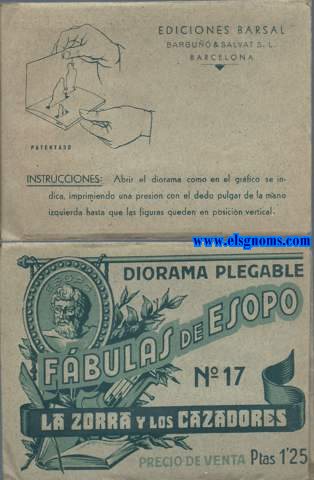 EDICIONES BARSAL
BARBUÑÓ & SALVAT S. L.
BARCELONA
PATENTADO
INSTRUCCIONES: Abrir el diorama como en el gráfico se in-
dica, imprimiendo una presion con el dedo pulgar de la mano
izquierda hasta que las figuras queden en posición vertical.
www.elsgnoms.com
DIORAMA PLEGABLE
FÁBULAS DE ESOPO
Nº 17
LA ZORRA Y LOS CAZADORES
PRECIO DE VENTA Ptas 1'25